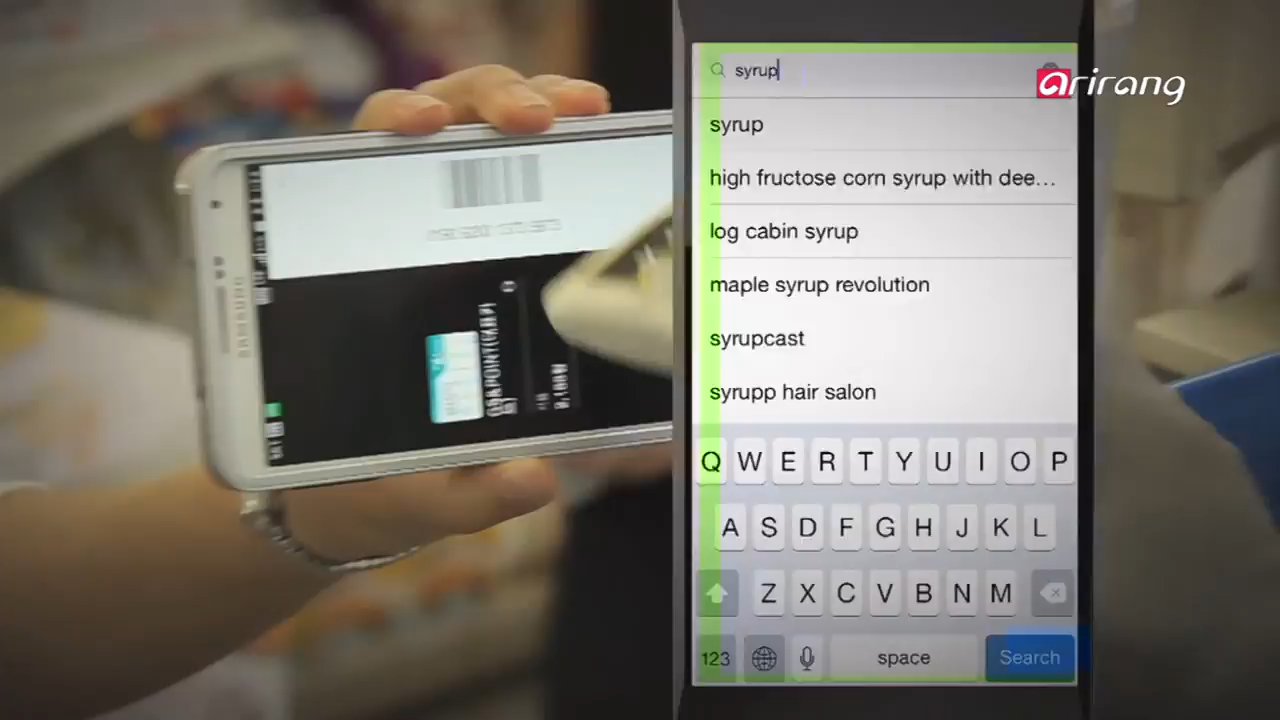 syrup
arirang
syrup
high fructose corn syrup with dee...
log cabin syrup
maple syrup revolution
syrupcast
syrupp hair salon
Q W E R T Y U I O P
A S D F G H J K L
Z X C V B N M
123 space Search
SAMSUNG